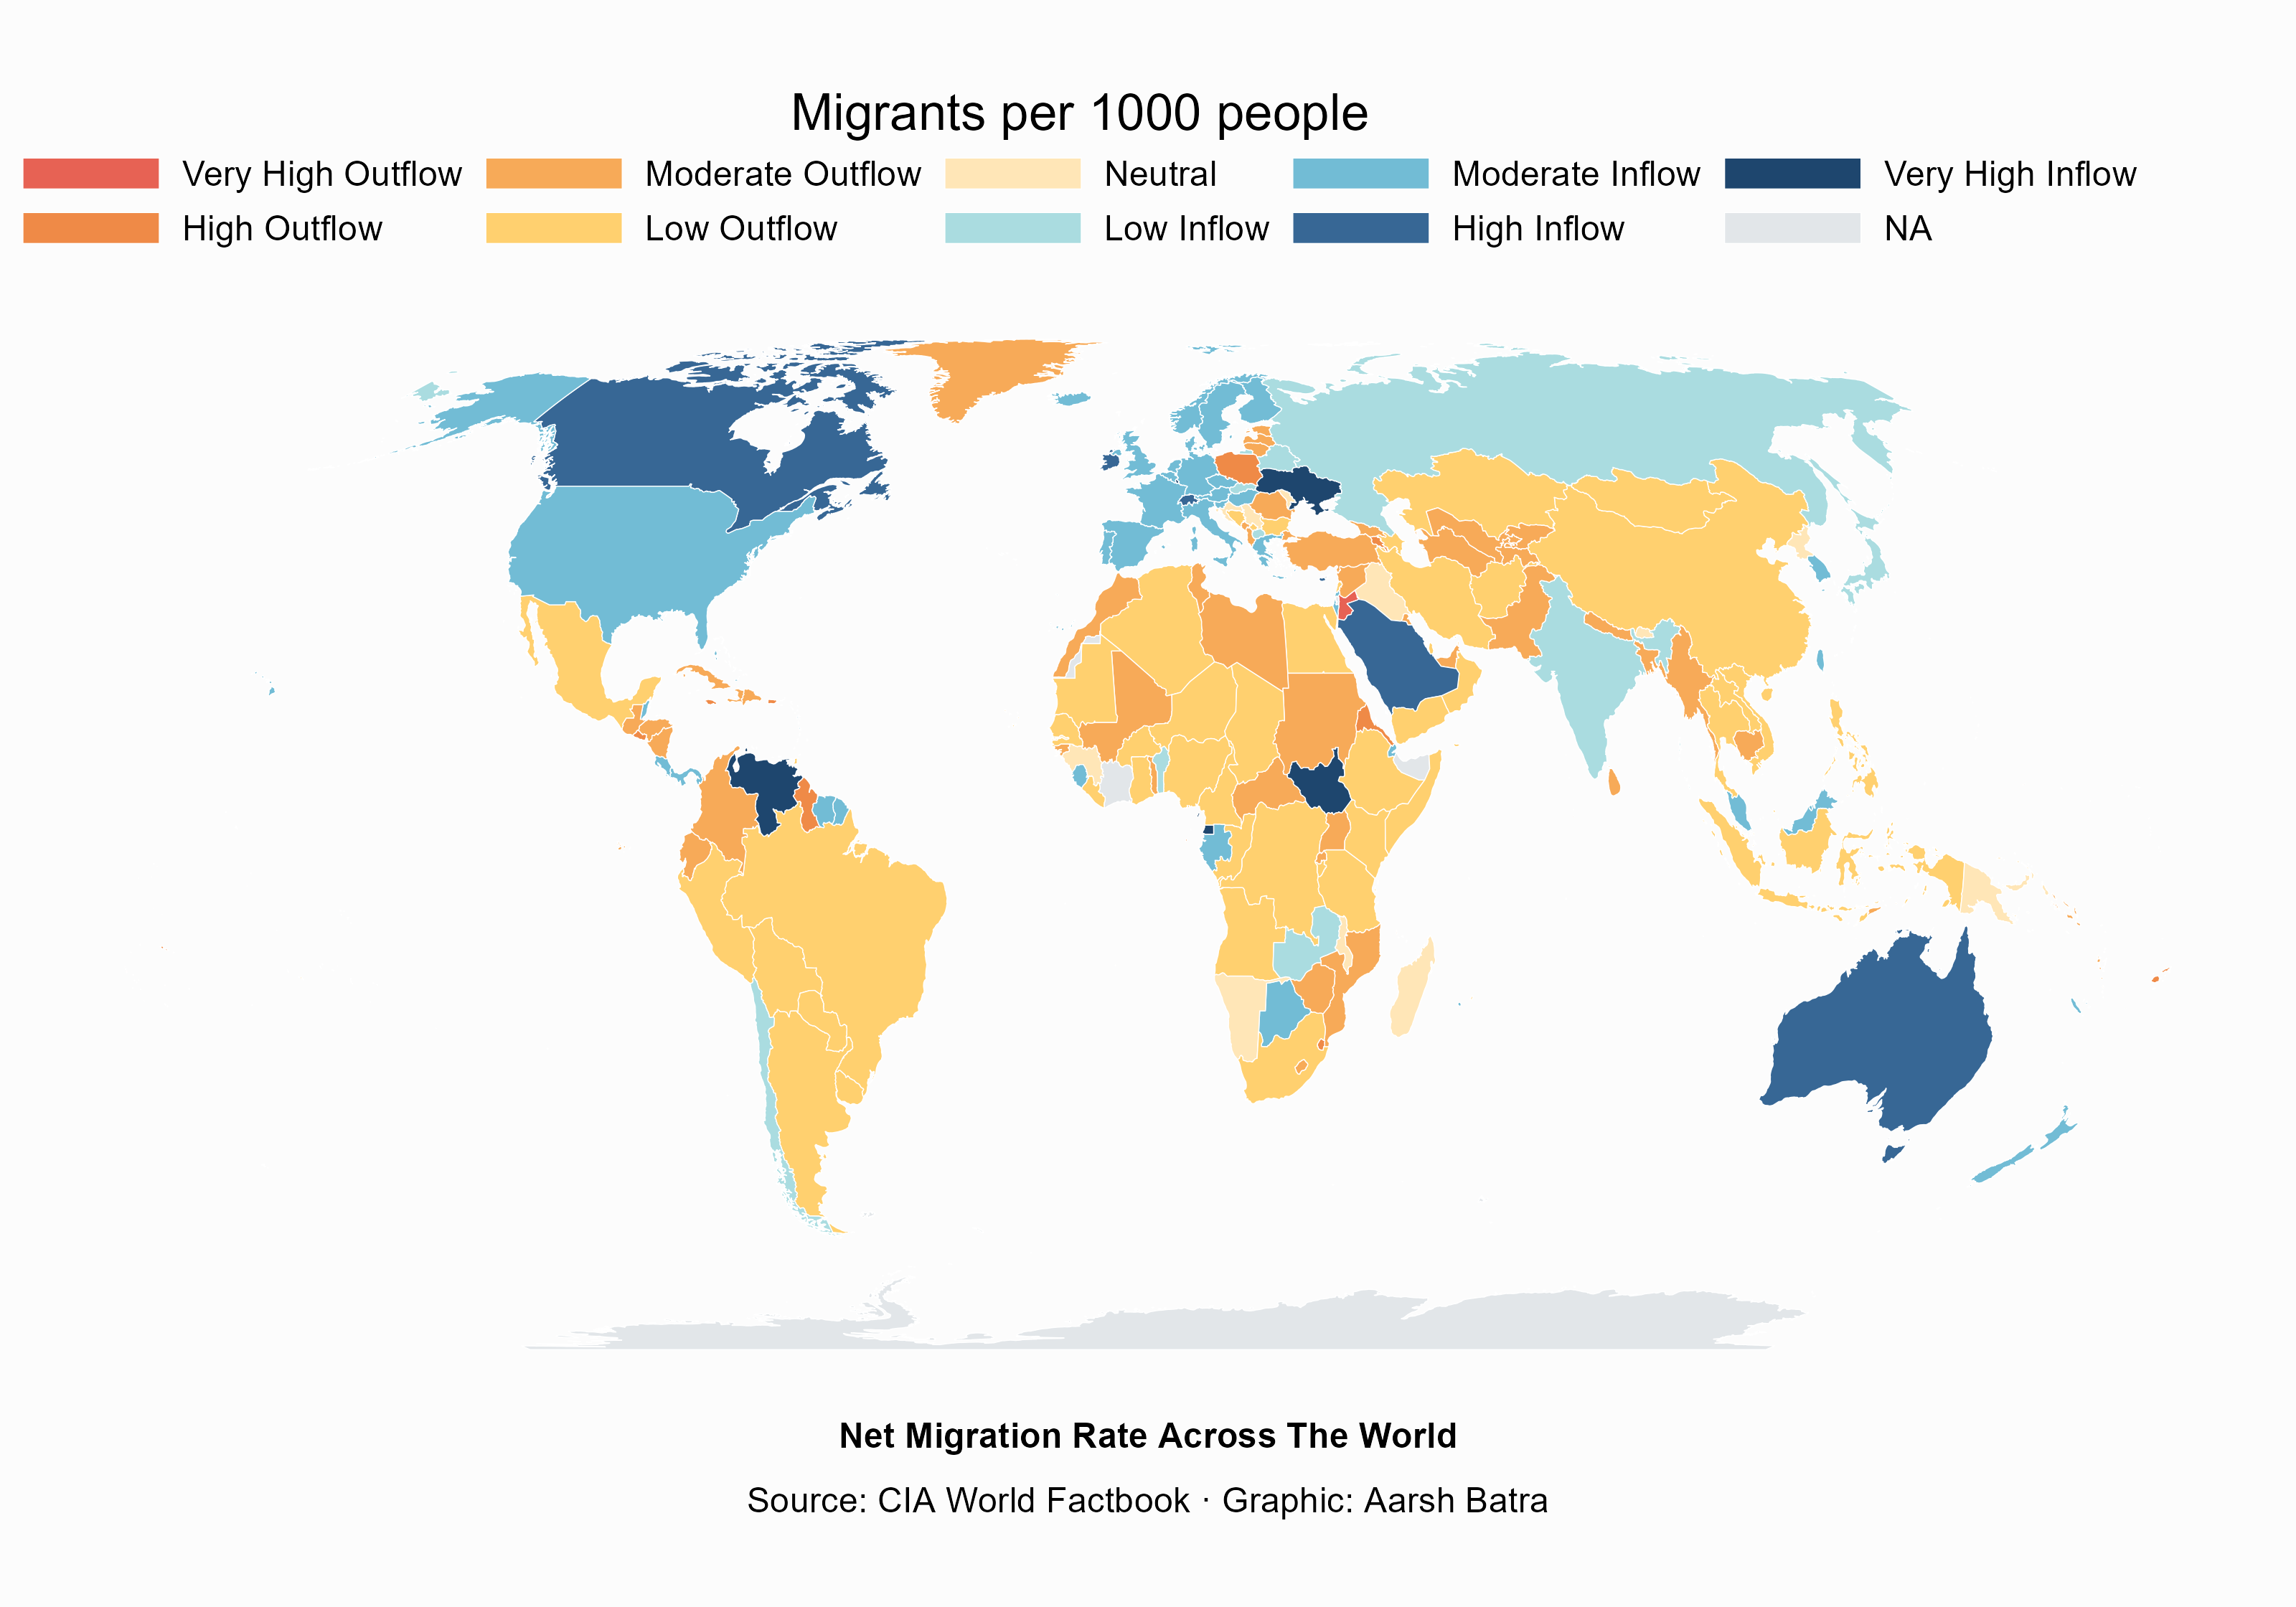 Migrants per 1000 people
Very High Outflow Moderate Outflow Neutral Moderate Inflow Very High Inflow
High Outflow Low Outflow Low Inflow High Inflow NA
Net Migration Rate Across The World
Source: CIA World Factbook · Graphic: Aarsh Batra